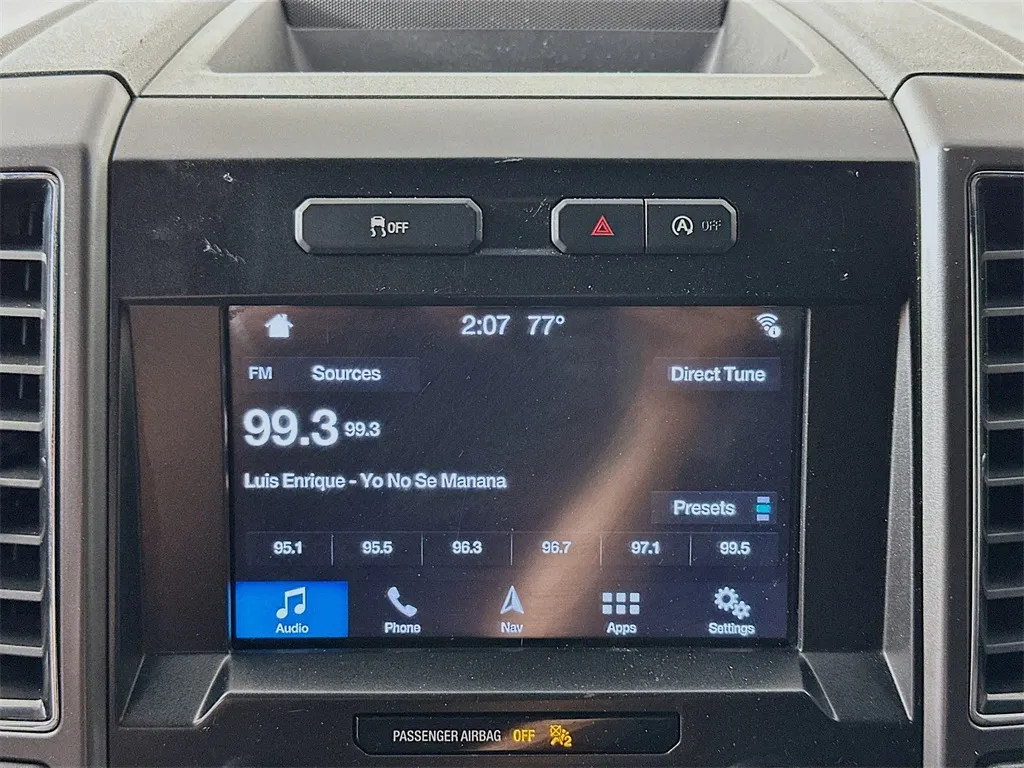 OFF
A OFF
2:07 77°
FM Sources Direct Tune
99.3 99.3
Luis Enrique - Yo No Se Manana
Presets
95.1 95.5 96.3 96.7 97.1 99.5
Audio Phone Nav Apps Settings
PASSENGER AIRBAG OFF 2